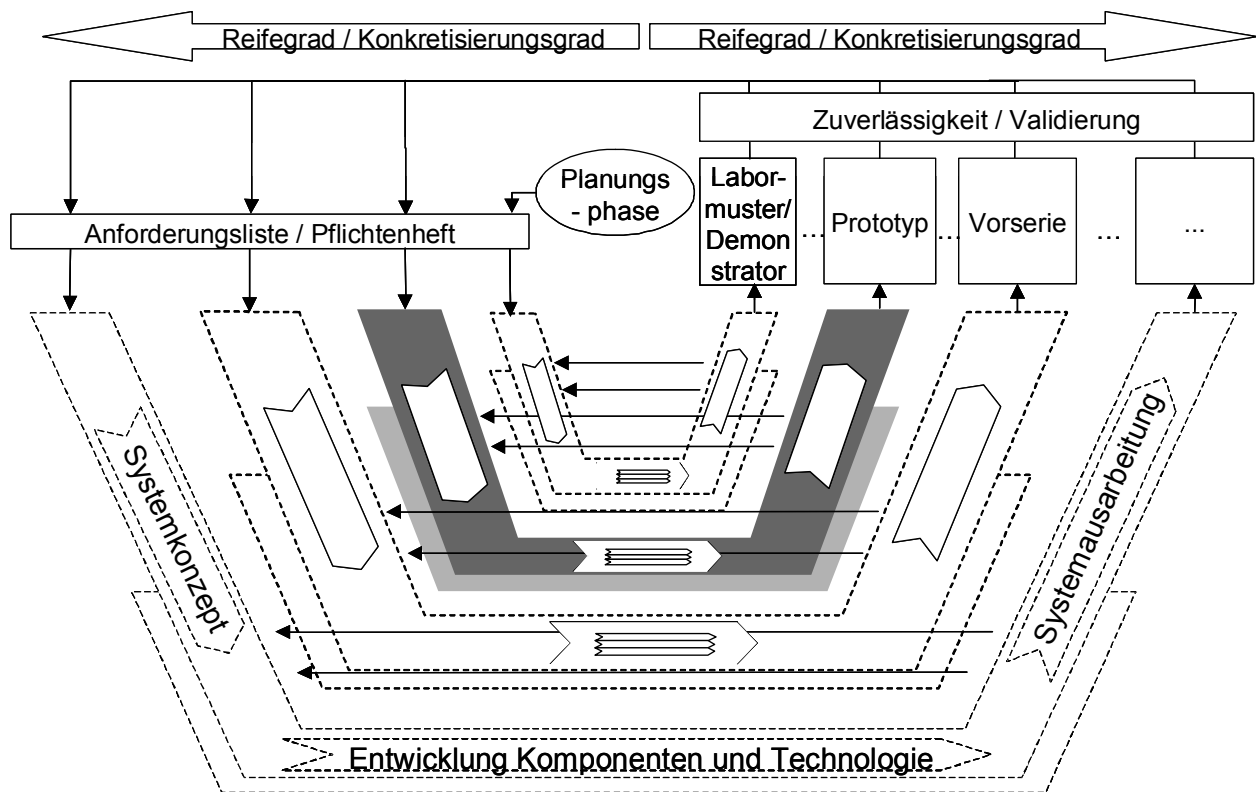 Reifegrad / Konkretisierungsgrad
Reifegrad / Konkretisierungsgrad
Zuverlässigkeit / Validierung
Planungs
- phase
Labor-
muster/
Demon
strator
...
Prototyp
...
Vorserie
...
...
Anforderungsliste / Pflichtenheft
Systemkonzept
Systemausarbeitung
Entwicklung Komponenten und Technologie